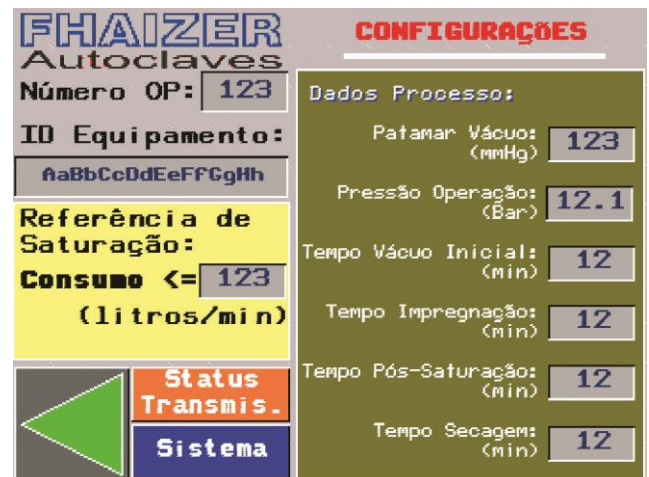 FHAIZER
Autoclaves
CONFIGURAÇÕES
Número OP: 123
ID Equipamento:
AaBbCcDdEeFfGgHh
Referência de
Saturação:
Consumo <= 123
(litros/min)
Status
Transmis.
Sistema
Dados Processo:
Patamar Vácuo: 123
(mmHg)
Pressão Operação: 12.1
(Bar)
Tempo Vácuo Inicial: 12
(min)
Tempo Impregnação: 12
(min)
Tempo Pós-Saturação: 12
(min)
Tempo Secagem: 12
(min)